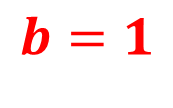 b = 1